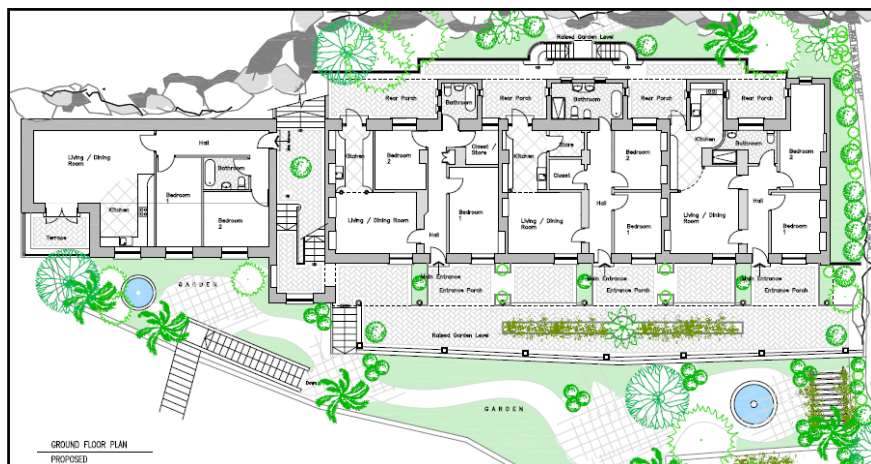 Raised Garden Level
Rear Porch
Bathroom
Rear Porch
Bathroom
Rear Porch
Rear Porch
Hall
Living / Dining
Room
Bathroom
Bedroom
1
Bedroom
2
Kitchen
Terrace
Kitchen
Bedroom
2
Closet /
Store
Kitchen
Store
Closet
Bedroom
2
Kitchen
Bathroom
Bedroom
2
Living / Dining Room
Hall
Bedroom
1
Living / Dining
Room
Hall
Bedroom
1
Living / Dining
Room
Hall
Bedroom
1
Main Entrance
Entrance Porch
Main Entrance
Entrance Porch
Main Entrance
Entrance Porch
GARDEN
Raised Garden Level
Down
GARDEN
GROUND FLOOR PLAN
PROPOSED